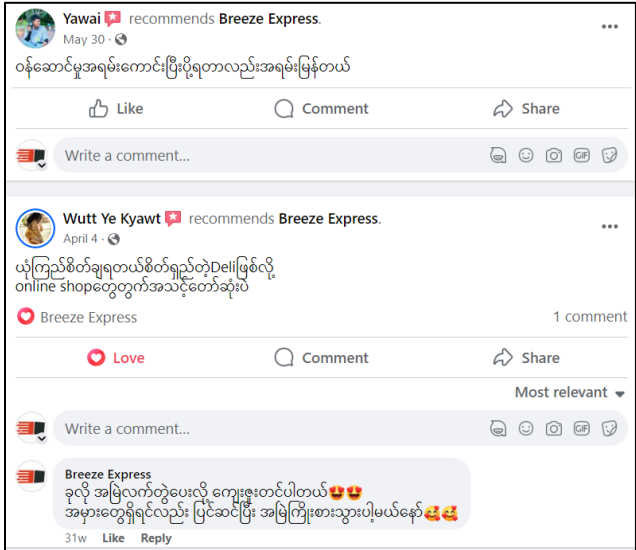 Yawai recommends Breeze Express.
May 30
ဝန်ဆောင်မှုအရမ်းကောင်းပြီးပို့ရတာလည်းအရမ်းမြန်တယ်
Like Comment Share
Write a comment...
GIF
Wutt Ye Kyawt recommends Breeze Express.
April 4
ယုံကြည်စိတ်ချရတယ်စိတ်ရှည်တဲ့Deliဖြစ်လို့
online shopတွေတွက်အသင့်တော်ဆုံးပဲ
Breeze Express 1 comment
Love Comment Share
Most relevant
Write a comment...
GIF
Breeze Express
ခုလို အမြဲလက်တွဲပေးလို့ ကျေးဇူးတင်ပါတယ်😍😍
အမှားတွေရှိရင်လည်း ပြင်ဆင်ပြီး အမြဲကြိုးစားသွားပါ့မယ်နော်🥰🥰
31w Like Reply